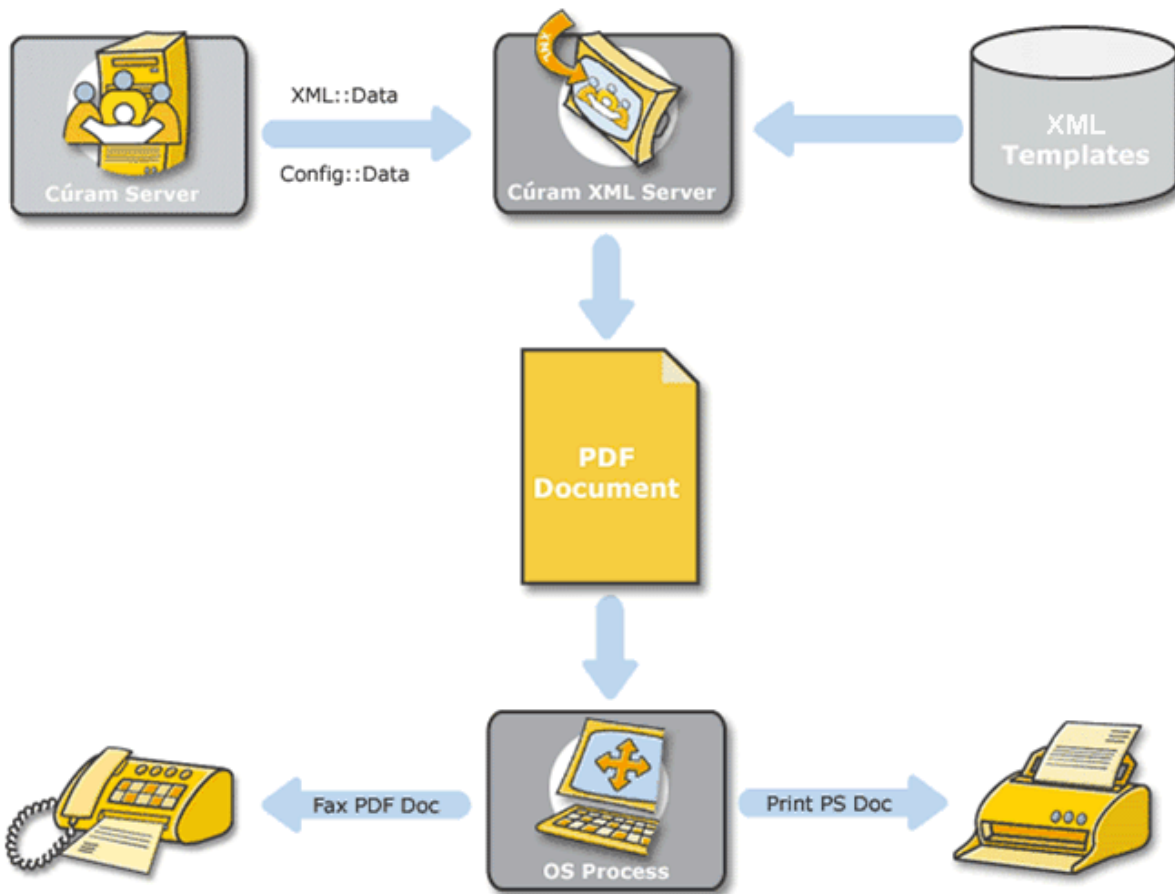 XML::Data
Config::Data
Cúram Server
Cúram XML Server
XML
Templates
PDF
Document
Fax PDF Doc
Print PS Doc
OS Process